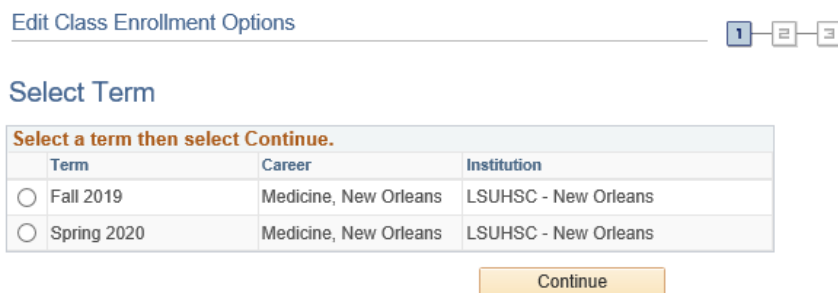 Edit Class Enrollment Options
1 2 3
Select Term
Select a term then select Continue.
Term Career Institution
Fall 2019 Medicine, New Orleans LSUHSC - New Orleans
Spring 2020 Medicine, New Orleans LSUHSC - New Orleans
Continue